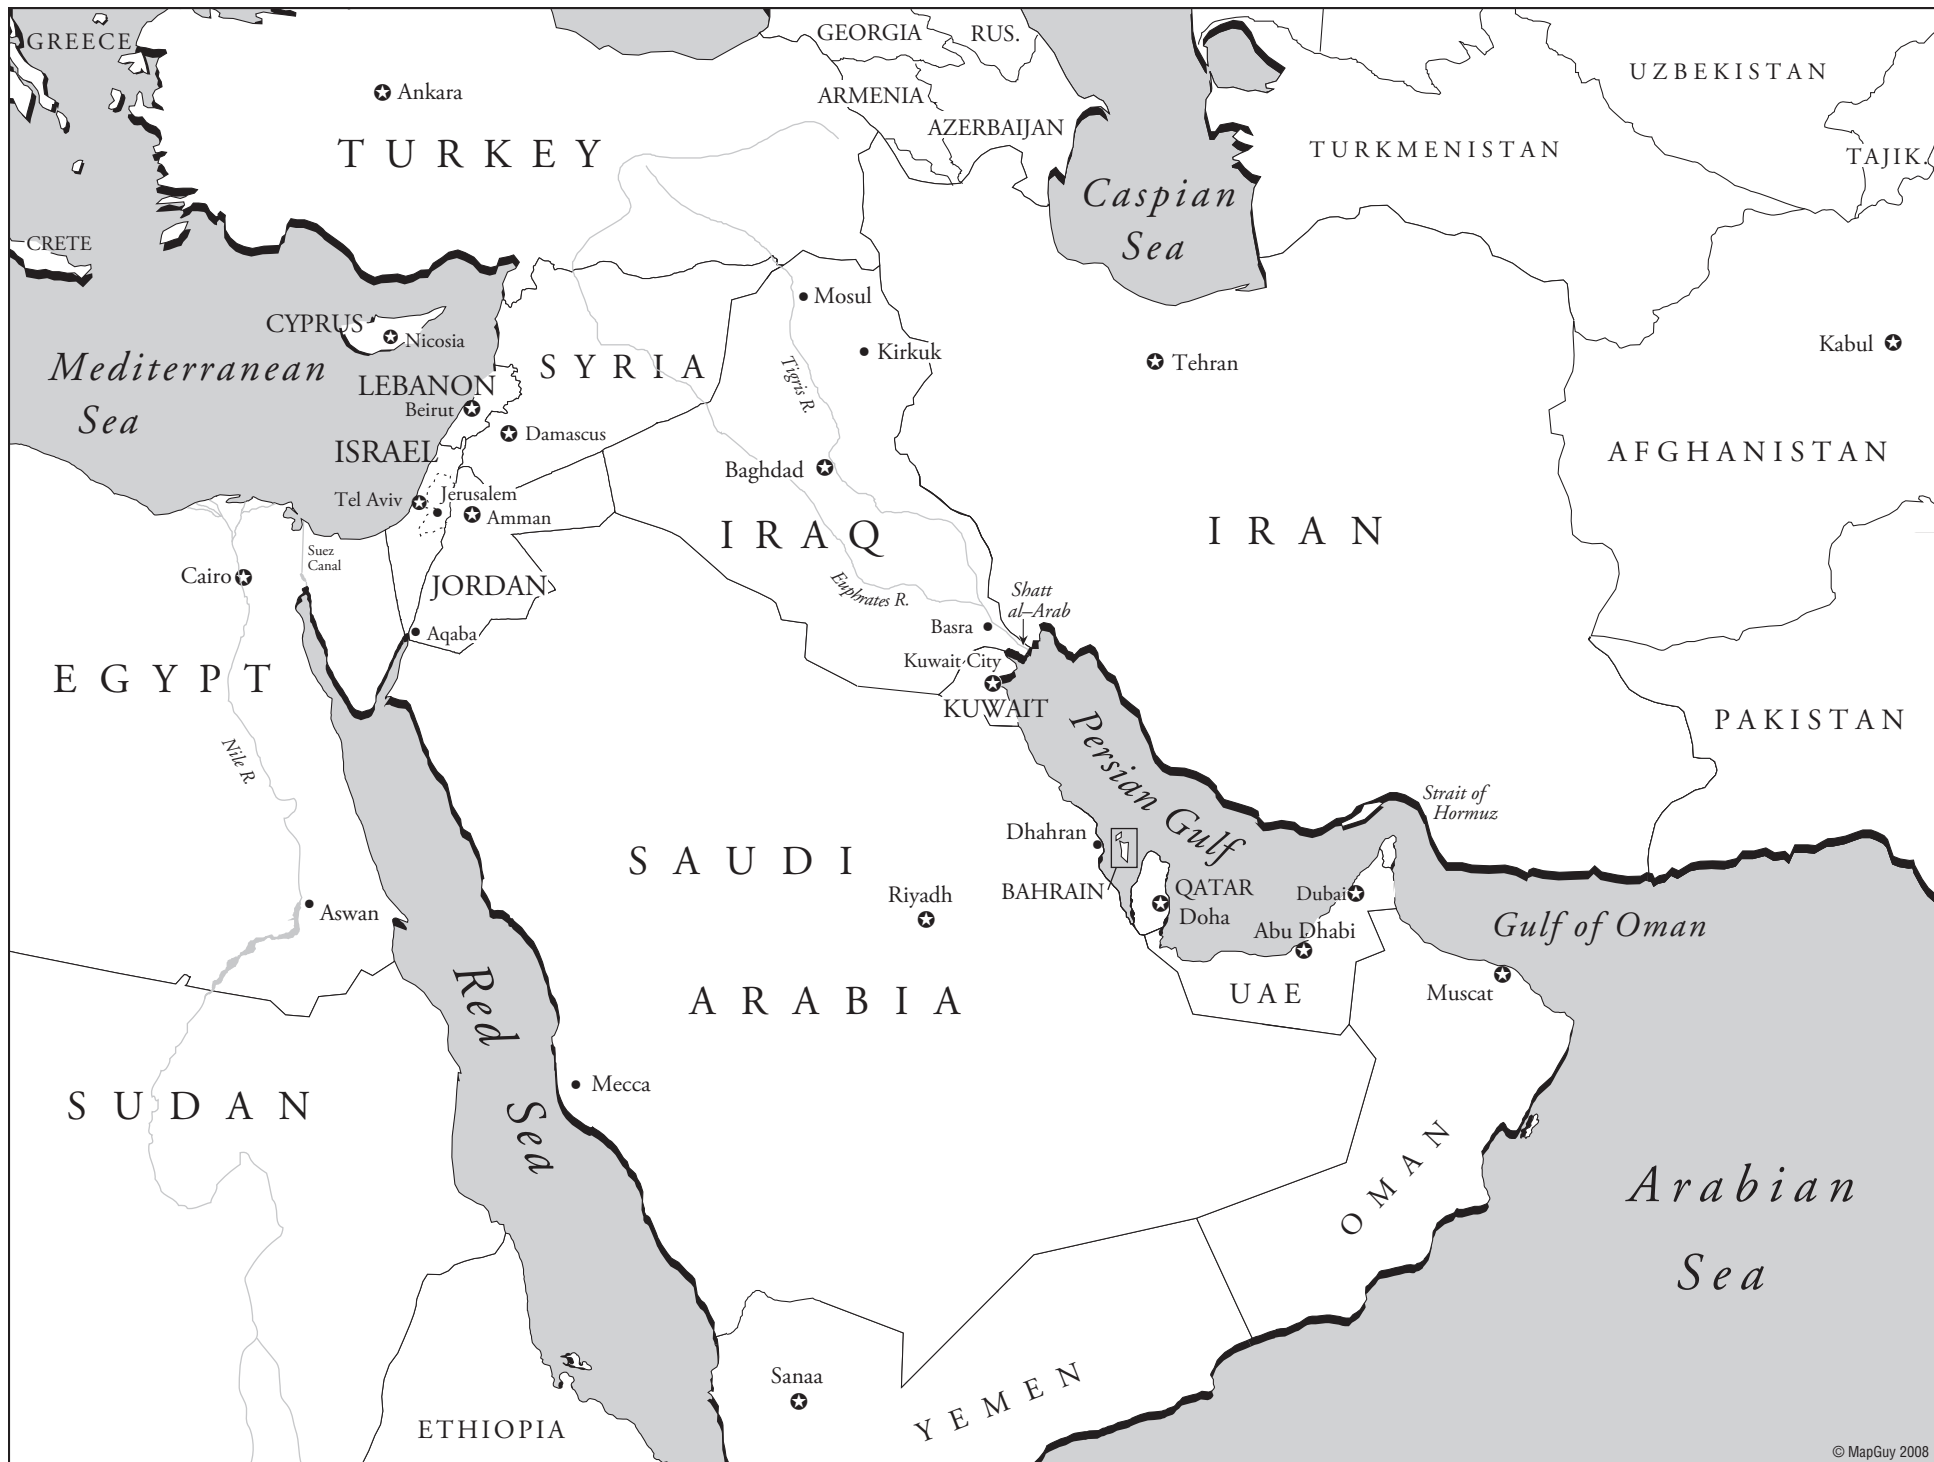 GREECE
GEORGIA
RUS.
UZBEKISTAN
Ankara
ARMENIA
AZERBAIJAN
TURKEY
TURKMENISTAN
TAJIK.
Caspian
Sea
CRETE
Mosul
CYPRUS
Nicosia
Kirkuk
Tehran
Kabul
Mediterranean
Sea
SYRIA
Tigris R.
LEBANON
Beirut
Damascus
ISRAEL
AFGHANISTAN
Baghdad
Tel Aviv
Jerusalem
Amman
IRAQ
IRAN
Suez
Canal
Cairo
JORDAN
Euphrates R.
Shatt
al–Arab
Aqaba
Basra
EGYPT
Kuwait City
KUWAIT
PAKISTAN
Persian Gulf
Nile R.
Strait of
Hormuz
Dhahran
SAUDI
ARABIA
BAHRAIN
QATAR
Doha
Riyadh
Dubai
Abu Dhabi
Aswan
Gulf of Oman
UAE
Muscat
Red Sea
Mecca
SUDAN
OMAN
Arabian
Sea
Sanaa
YEMEN
ETHIOPIA
© MapGuy 2008